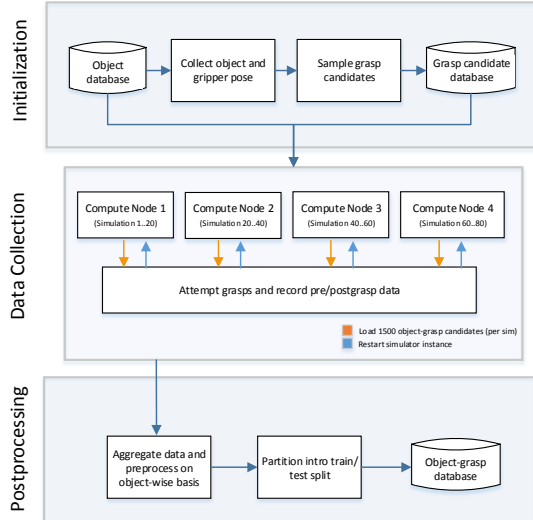 Initialization
Object
database
Collect object and
gripper pose
Sample grasp
candidates
Grasp candidate
database
Data Collection
Compute Node 1
(Simulation 1..20)
Compute Node 2
(Simulation 20..40)
Compute Node 3
(Simulation 40..60)
Compute Node 4
(Simulation 60..80)
Attempt grasps and record pre/postgrasp data
Load 1500 object-grasp candidates (per sim)
Restart simulator instance
Postprocessing
Aggregate data and
preprocess on
object-wise basis
Partition intro train/
test split
Object-grasp
database